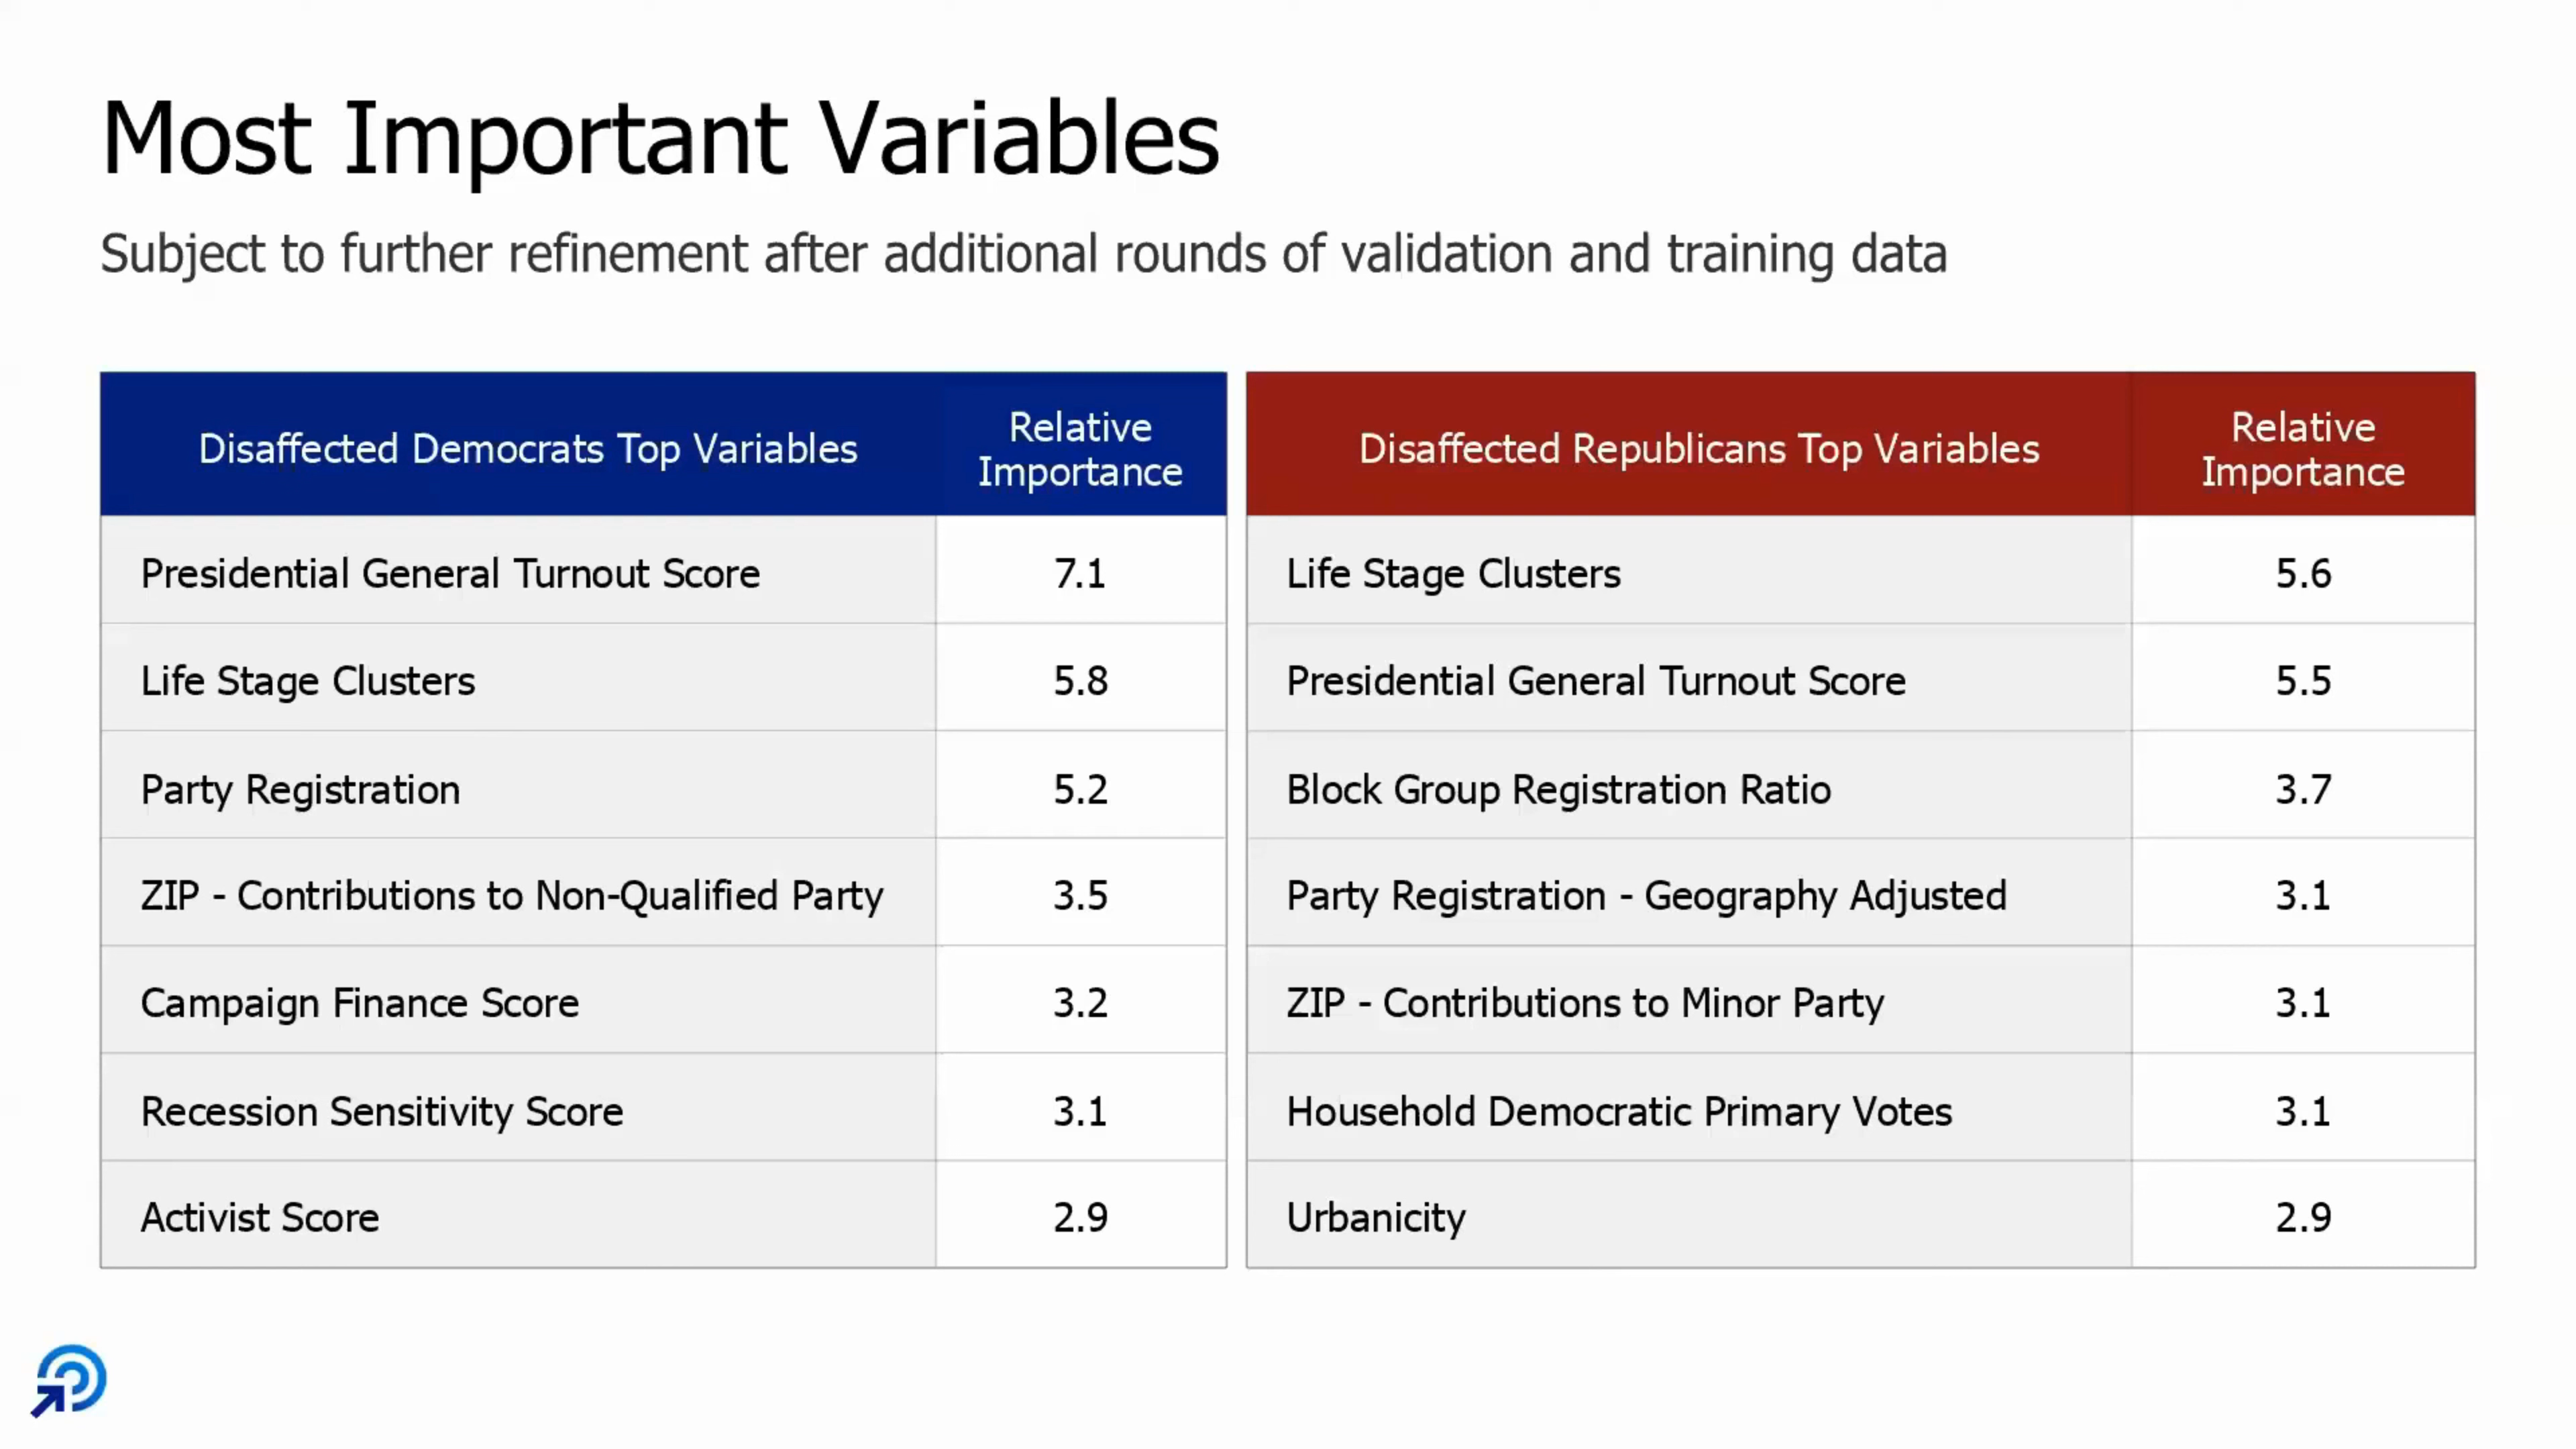 Most Important Variables
Subject to further refinement after additional rounds of validation and training data
Disaffected Democrats Top Variables
Relative
Importance
Presidential General Turnout Score 7.1
Life Stage Clusters 5.8
Party Registration 5.2
ZIP - Contributions to Non-Qualified Party 3.5
Campaign Finance Score 3.2
Recession Sensitivity Score 3.1
Activist Score 2.9
Disaffected Republicans Top Variables
Relative
Importance
Life Stage Clusters 5.6
Presidential General Turnout Score 5.5
Block Group Registration Ratio 3.7
Party Registration - Geography Adjusted 3.1
ZIP - Contributions to Minor Party 3.1
Household Democratic Primary Votes 3.1
Urbanicity 2.9